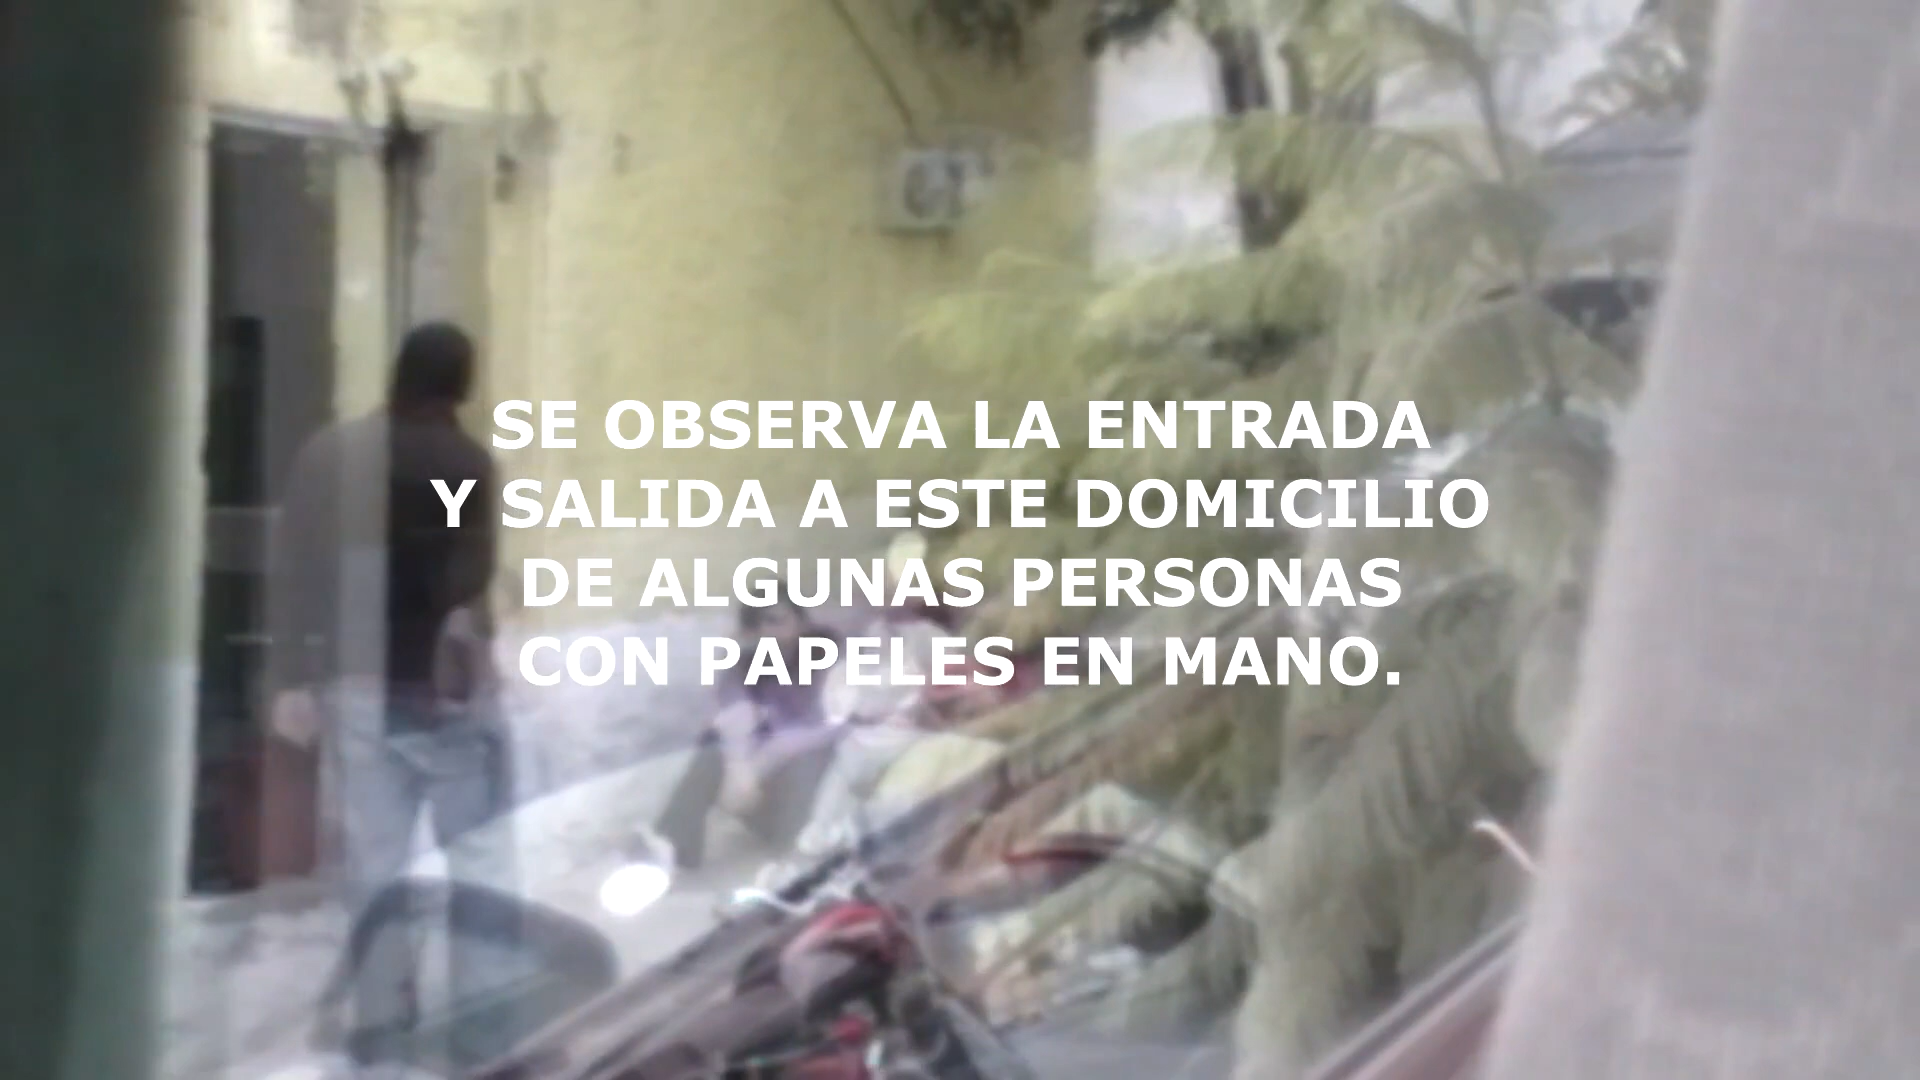 SE OBSERVA LA ENTRADA
Y SALIDA A ESTE DOMICILIO
DE ALGUNAS PERSONAS
CON PAPELES EN MANO.